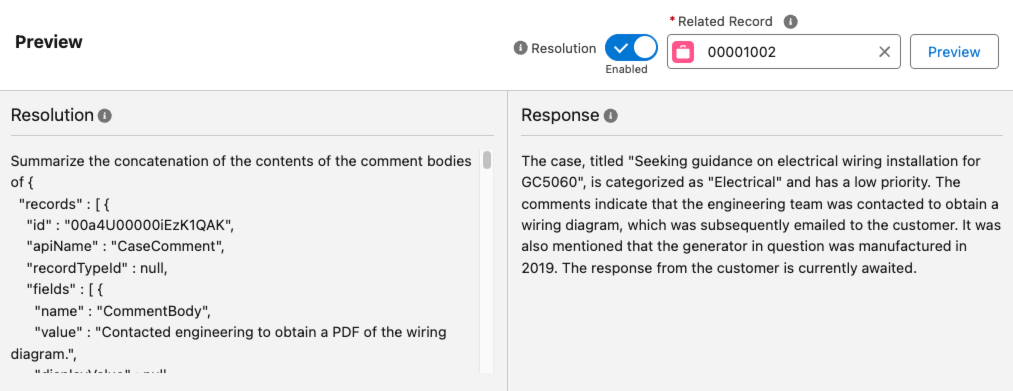 Preview
Resolution
Enabled
* Related Record
00001002
Preview
Resolution
Summarize the concatenation of the contents of the comment bodies
of {
"records" : [ {
"id" : "00a4U00000iEzK1QAK",
"apiName" : "CaseComment",
"recordTypeId" : null,
"fields" : [ {
"name" : "CommentBody",
"value" : "Contacted engineering to obtain a PDF of the wiring
diagram.",
Response
The case, titled "Seeking guidance on electrical wiring installation for
GC5060", is categorized as "Electrical" and has a low priority. The
comments indicate that the engineering team was contacted to obtain a
wiring diagram, which was subsequently emailed to the customer. It was
also mentioned that the generator in question was manufactured in
2019. The response from the customer is currently awaited.